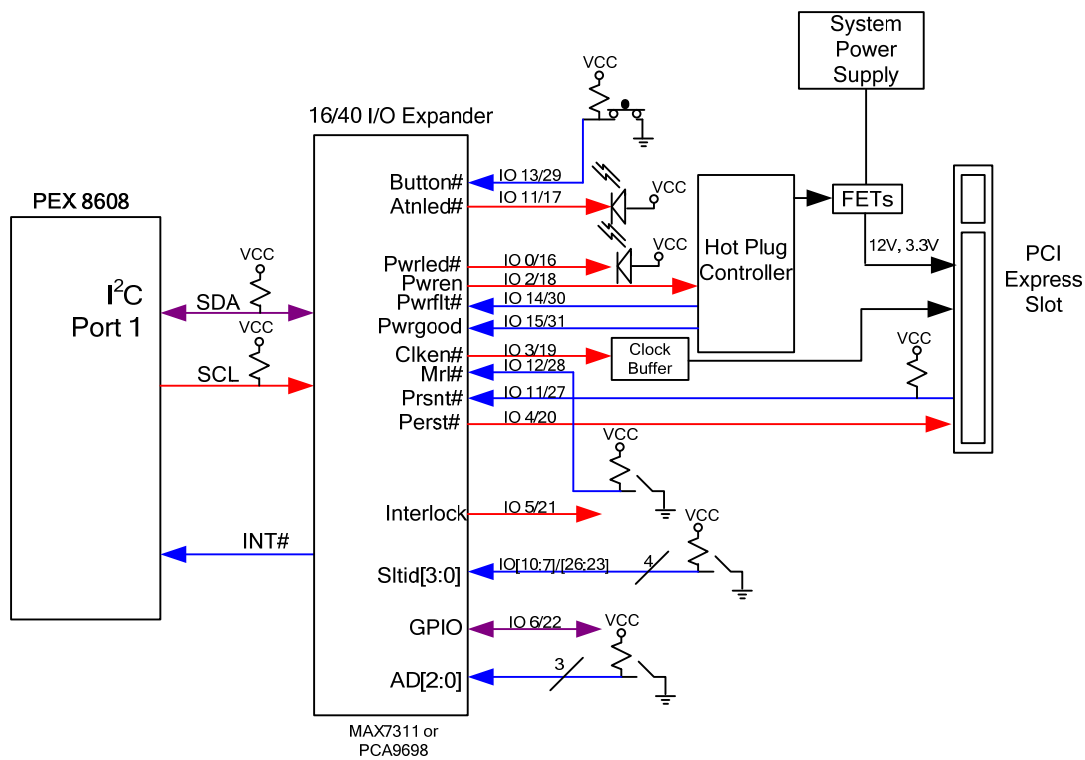 System
Power
Supply
VCC
16/40 I/O Expander
Button#
IO 13/29
Atnled#
IO 11/17
VCC
PEX 8608
FETs
Hot Plug
Controller
12V, 3.3V
PCI
Express
Slot
VCC
Pwrled#
IO 0/16
VCC
Pwren
IO 2/18
I2C
Port 1
SDA
Pwrflt#
IO 14/30
Pwrgood
IO 15/31
VCC
Clken#
IO 3/19
Clock
Buffer
VCC
Mrl#
IO 12/28
SCL
Prsnt#
IO 11/27
Perst#
IO 4/20
VCC
Interlock
IO 5/21
VCC
INT#
Sltid[3:0]
IO[10:7]/[26:23]
4
GPIO
IO 6/22
VCC
AD[2:0]
3
MAX7311 or
PCA9698